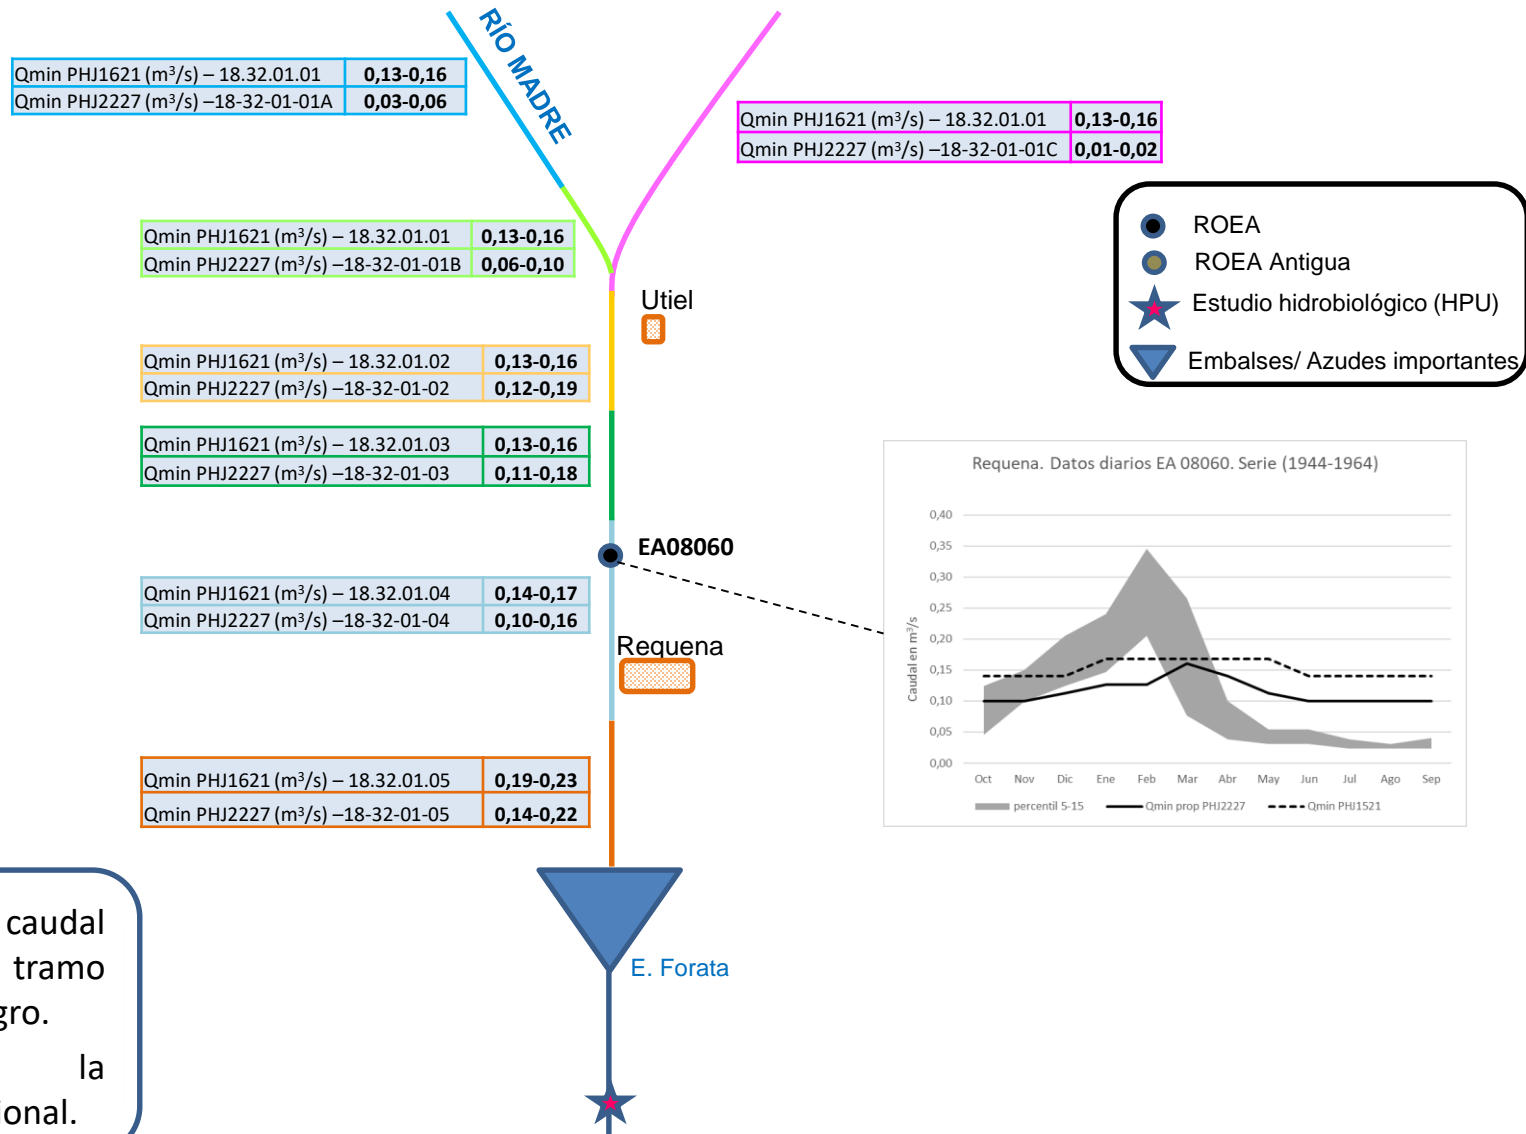 RÍO MADRE
Qmin PHJ1621 (m³/s) – 18.32.01.01 0,13-0,16
Qmin PHJ2227 (m³/s) –18-32-01-01A 0,03-0,06
Qmin PHJ1621 (m³/s) – 18.32.01.01 0,13-0,16
Qmin PHJ2227 (m³/s) –18-32-01-01C 0,01-0,02
ROEA
ROEA Antigua
Estudio hidrobiológico (HPU)
Embalses/ Azudes importantes
Qmin PHJ1621 (m³/s) – 18.32.01.01 0,13-0,16
Qmin PHJ2227 (m³/s) –18-32-01-01B 0,06-0,10
Utiel
Qmin PHJ1621 (m³/s) – 18.32.01.02 0,13-0,16
Qmin PHJ2227 (m³/s) –18-32-01-02 0,12-0,19
Qmin PHJ1621 (m³/s) – 18.32.01.03 0,13-0,16
Qmin PHJ2227 (m³/s) –18-32-01-03 0,11-0,18
EA08060
Qmin PHJ1621 (m³/s) – 18.32.01.04 0,14-0,17
Qmin PHJ2227 (m³/s) –18-32-01-04 0,10-0,16
Requena
Requena. Datos diarios EA 08060. Serie (1944-1964)
Caudal en m³/s
0,40
0,35
0,30
0,25
0,20
0,15
0,10
0,05
0,00
Oct Nov Dic Ene Feb Mar Abr May Jun Jul Ago Sep
percentil 5-15 Qmin prop PHJ2227 Qmin PHJ1521
Qmin PHJ1621 (m³/s) – 18.32.01.05 0,19-0,23
Qmin PHJ2227 (m³/s) –18-32-01-05 0,14-0,22
E. Forata
caudal
tramo
gro.
la
ional.